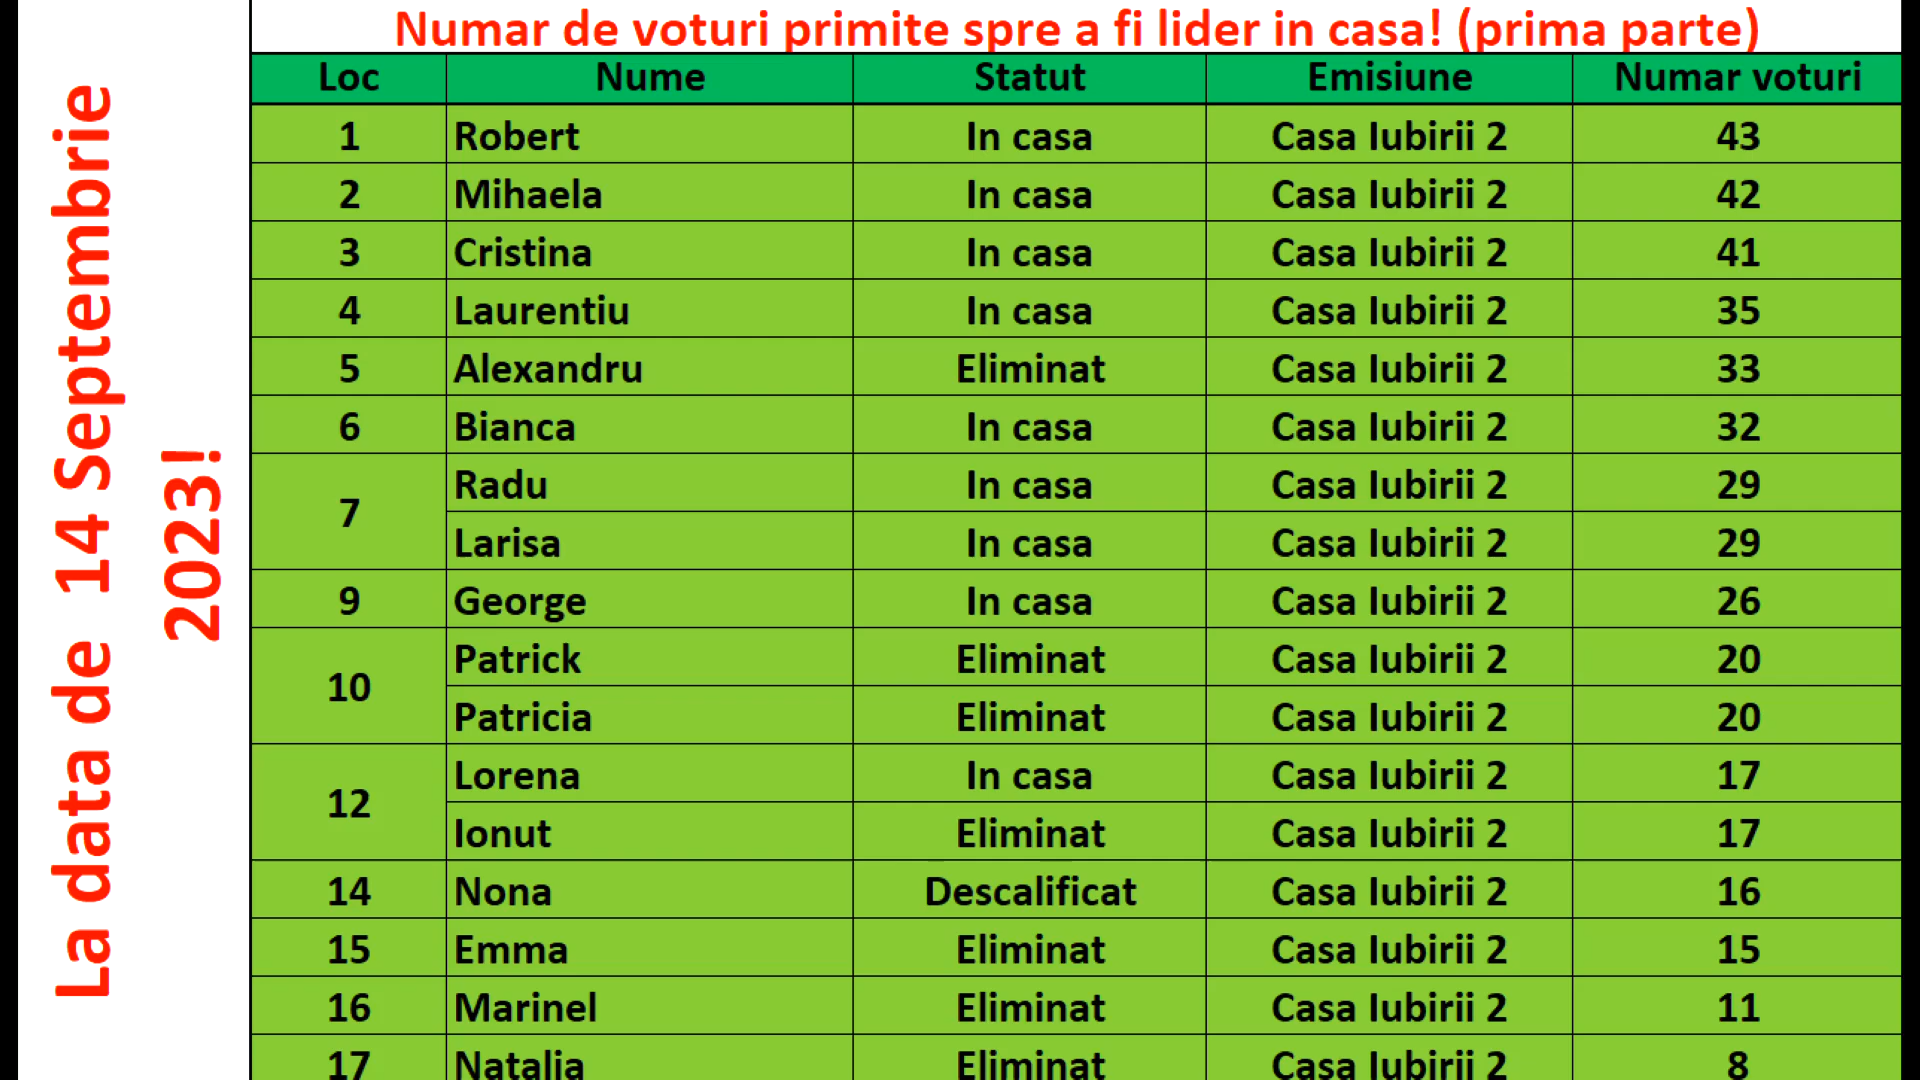 La data de 14 Septembrie
2023!
Numar de voturi primite spre a fi lider in casa! (prima parte)
Loc Nume Statut Emisiune Numar voturi
1 Robert In casa Casa Iubirii 2 43
2 Mihaela In casa Casa Iubirii 2 42
3 Cristina In casa Casa Iubirii 2 41
4 Laurentiu In casa Casa Iubirii 2 35
5 Alexandru Eliminat Casa Iubirii 2 33
6 Bianca In casa Casa Iubirii 2 32
7 Radu In casa Casa Iubirii 2 29
Larisa In casa Casa Iubirii 2 29
9 George In casa Casa Iubirii 2 26
10 Patrick Eliminat Casa Iubirii 2 20
Patricia Eliminat Casa Iubirii 2 20
12 Lorena In casa Casa Iubirii 2 17
Ionut Eliminat Casa Iubirii 2 17
14 Nona Descalificat Casa Iubirii 2 16
15 Emma Eliminat Casa Iubirii 2 15
16 Marinel Eliminat Casa Iubirii 2 11
17 Natalia Eliminat Casa Iubirii 2 8